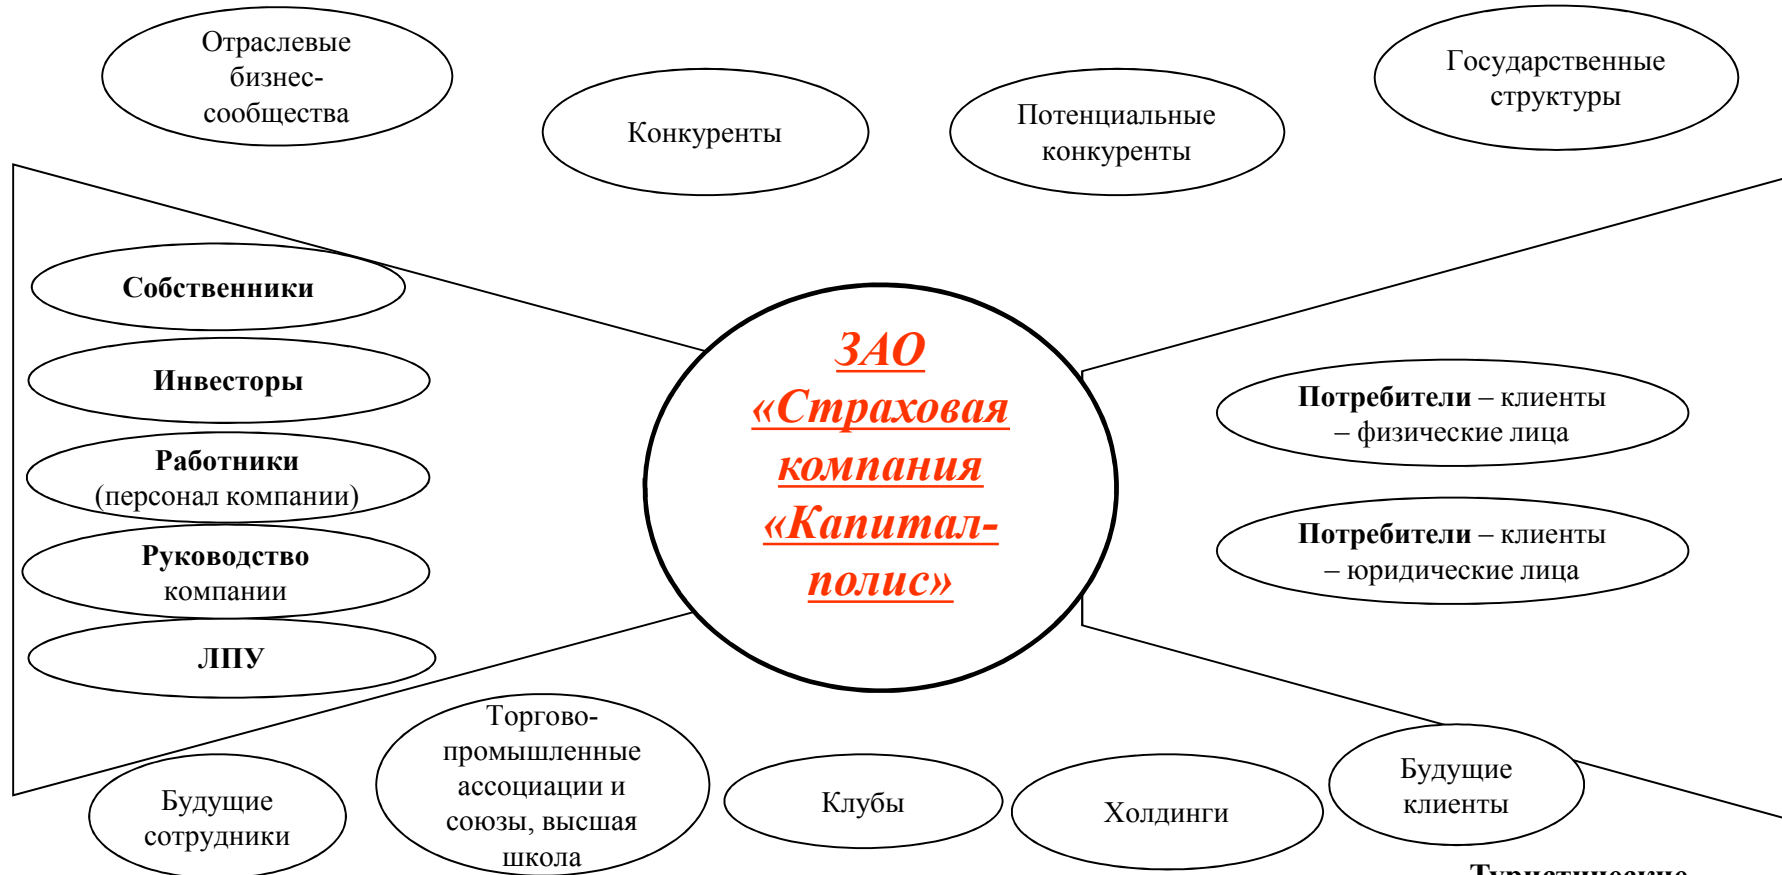 Отраслевые
бизнес-
сообщества
Конкуренты
Потенциальные
конкуренты
Государственные
структуры
Собственники
Инвесторы
Работники
(персонал компании)
Руководство
компании
ЛПУ
ЗАО
«Страховая
компания
«Капитал-
полис»
Потребители – клиенты
– физические лица
Потребители – клиенты
– юридические лица
Будущие
сотрудники
Торгово-
промышленные
ассоциации и
союзы, высшая
школа
Клубы
Холдинги
Будущие
клиенты
Туристические